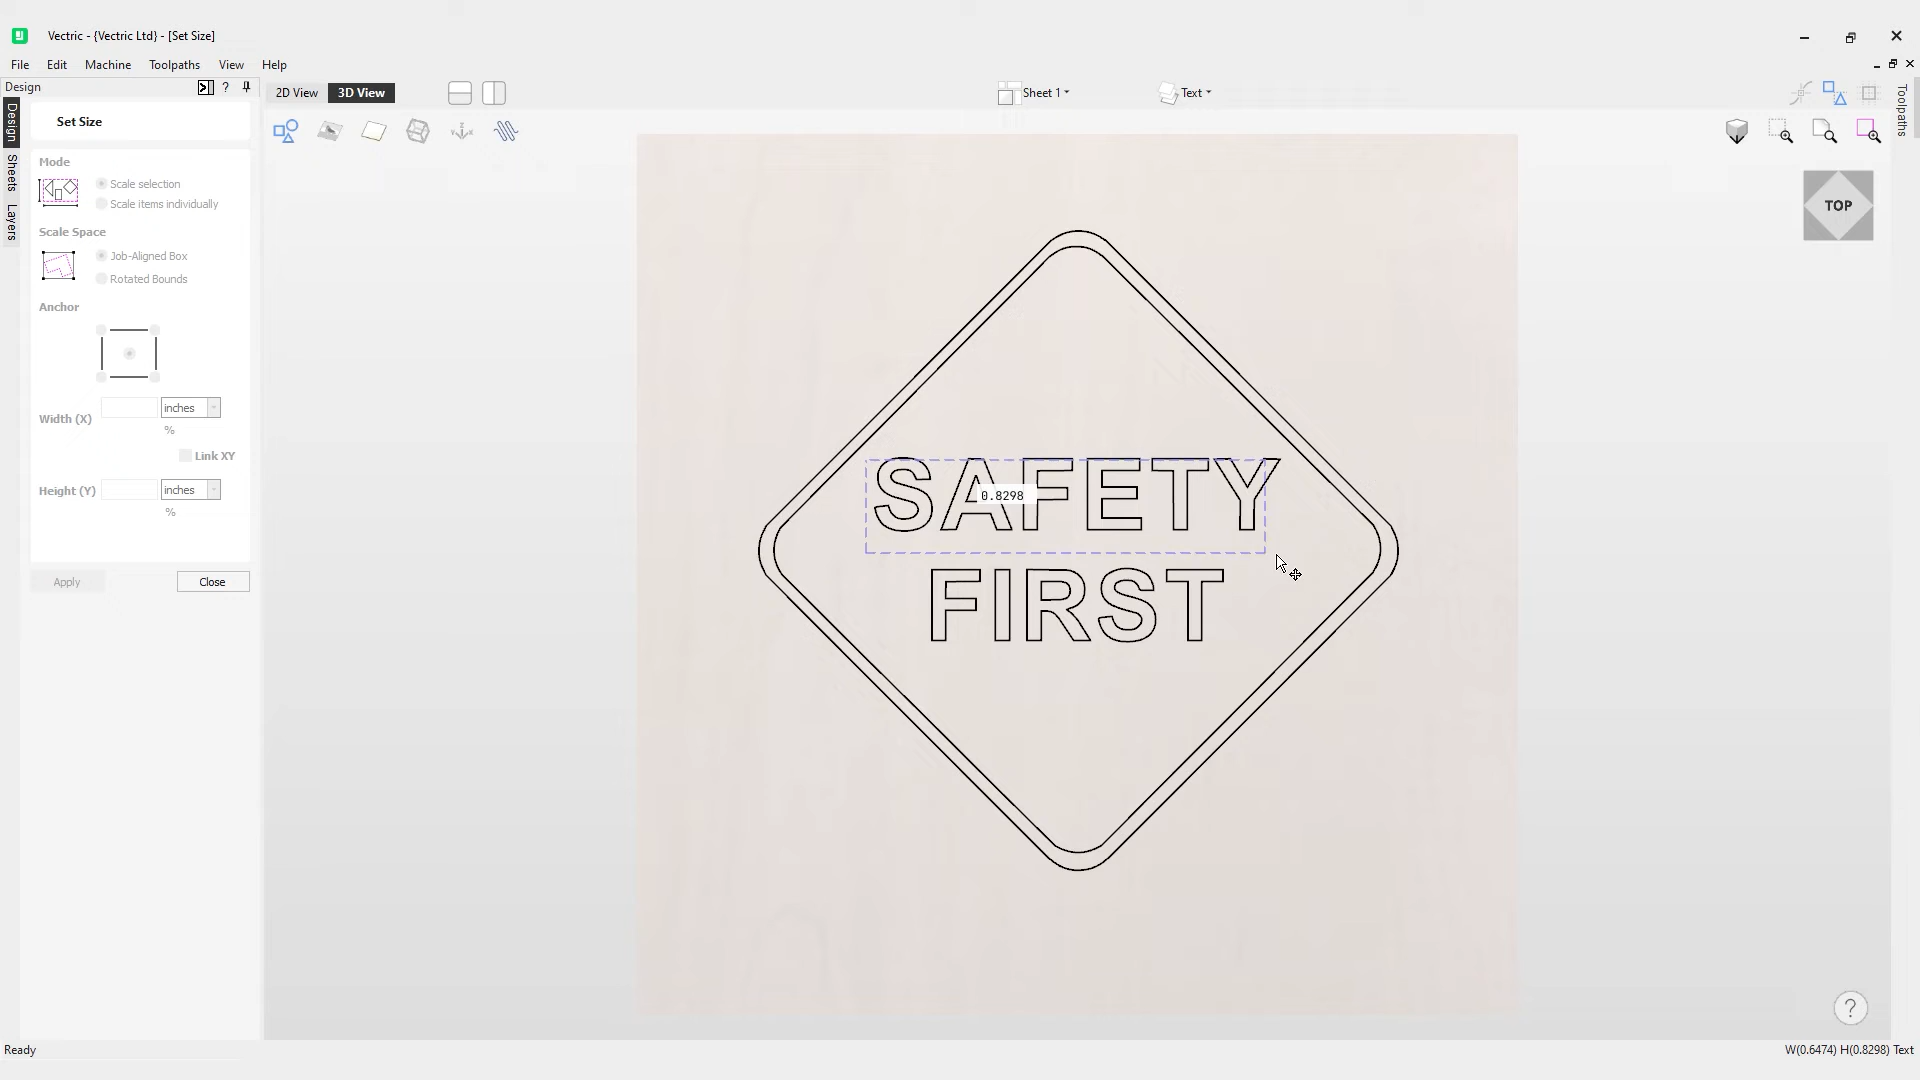 Vectric - {Vectric Ltd} - [Set Size]
File Edit Machine Toolpaths View Help
Design ?
2D View 3D View Sheet 1 Text
Design
Sheets
Layers
Toolpaths
Set Size
Mode
Scale selection
Scale items individually
Scale Space
Job-Aligned Box
Rotated Bounds
Anchor
Width (X) inches
%
Link XY
Height (Y) inches
%
Apply Close
TOP
SAFETY
0.8298
FIRST
?
Ready W(0.6474) H(0.8298) Text